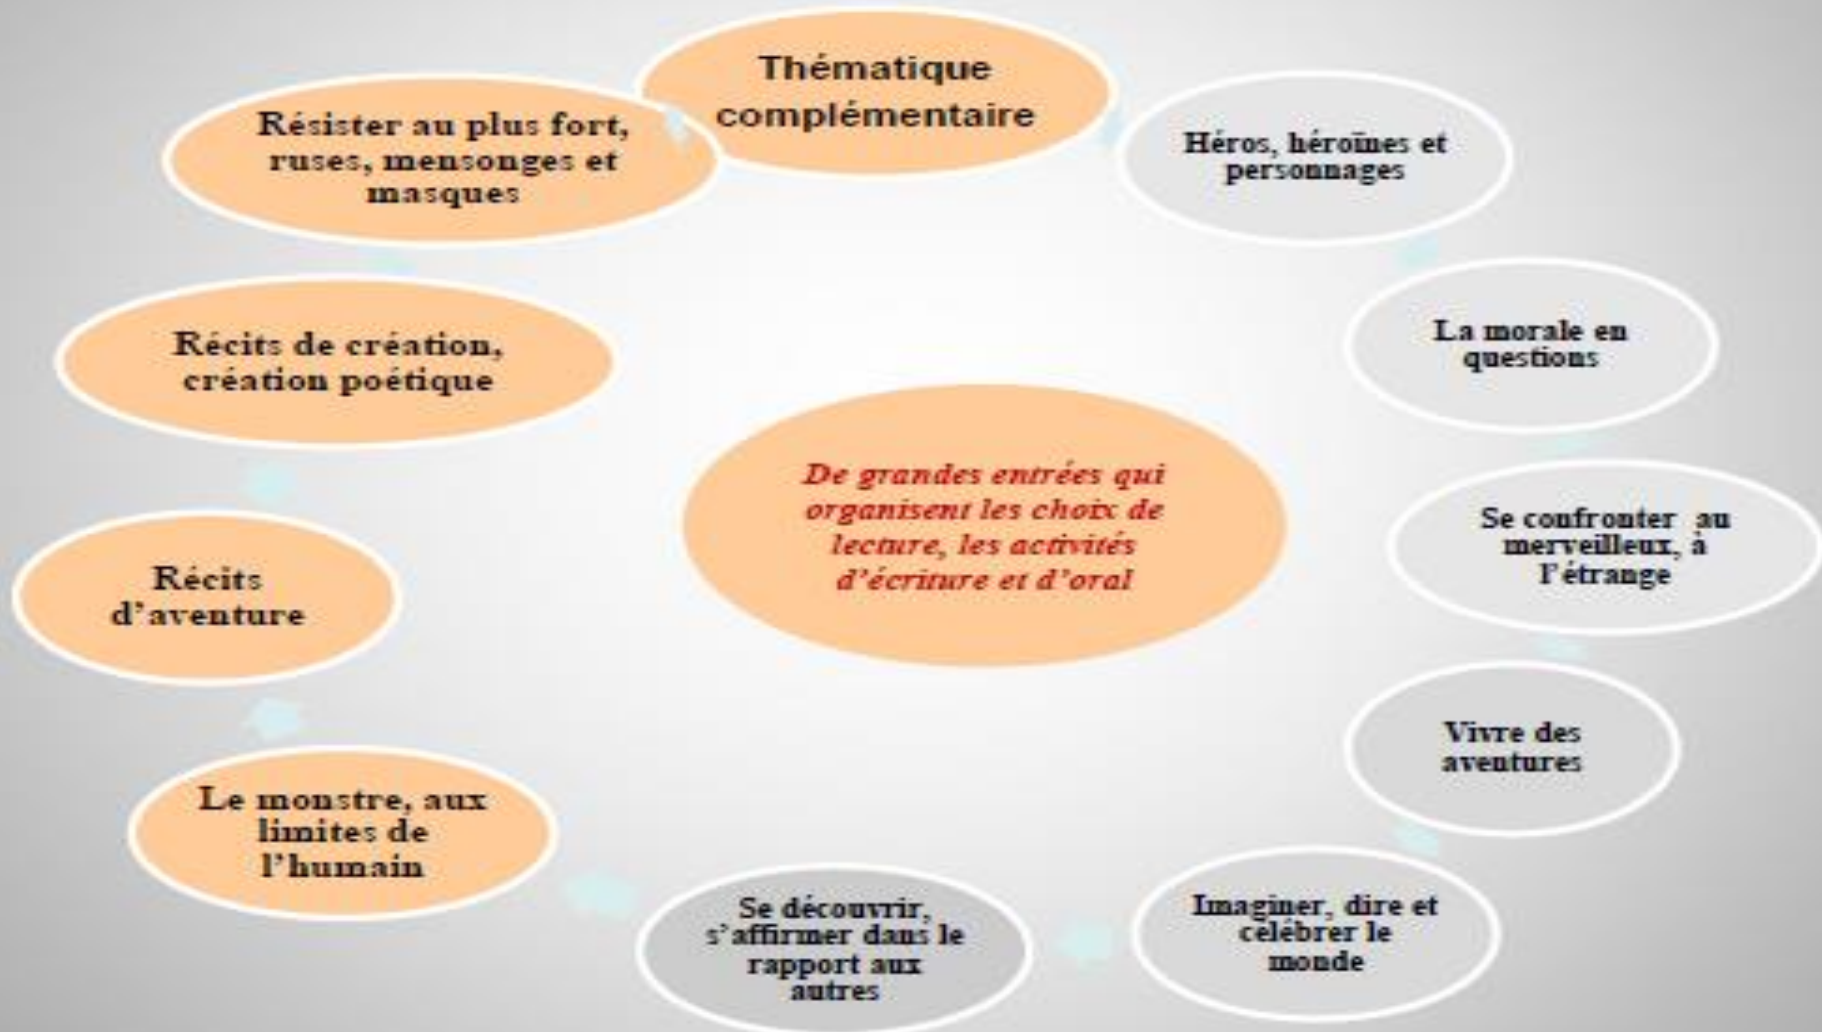 Thématique
complémentaire
Héros, héroïnes et
personnages
La morale en
questions
Se confronter au
merveilleux, à
l'étrange
Vivre des
aventures
Imaginer, dire et
célébrer le
monde
Se découvrir,
s'affirmer dans le
rapport aux
autres
Le monstre, aux
limites de
l'humain
Récits
d'aventure
Récits de création,
création poétique
Résister au plus fort,
ruses, mensonges et
masques
De grandes entrées qui
organisent les choix de
lecture, les activités
d'écriture et d'oral